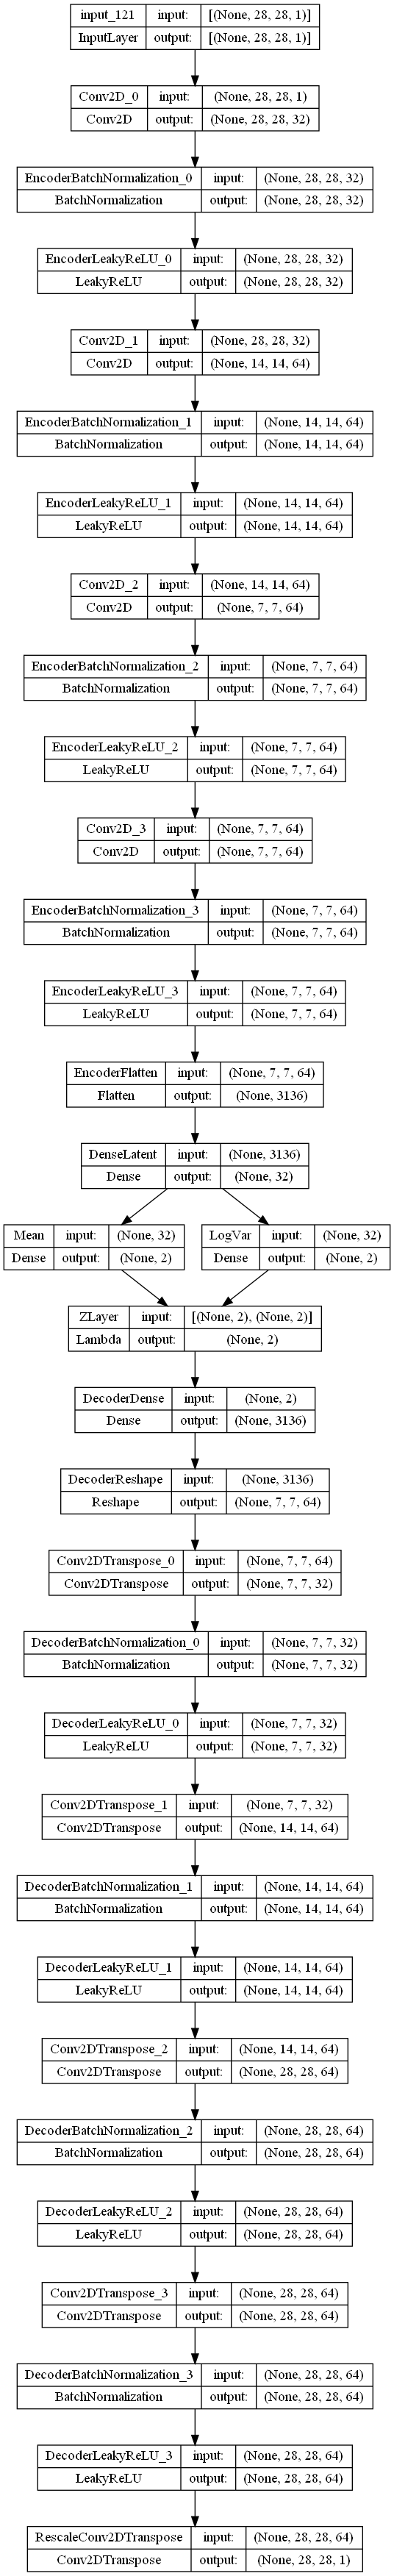 input_121 input: [(None, 28, 28, 1)]
InputLayer output: [(None, 28, 28, 1)]
Conv2D_0 input: (None, 28, 28, 1)
Conv2D output: (None, 28, 28, 32)
EncoderBatchNormalization_0 input: (None, 28, 28, 32)
BatchNormalization output: (None, 28, 28, 32)
EncoderLeakyReLU_0 input: (None, 28, 28, 32)
LeakyReLU output: (None, 28, 28, 32)
Conv2D_1 input: (None, 28, 28, 32)
Conv2D output: (None, 14, 14, 64)
EncoderBatchNormalization_1 input: (None, 14, 14, 64)
BatchNormalization output: (None, 14, 14, 64)
EncoderLeakyReLU_1 input: (None, 14, 14, 64)
LeakyReLU output: (None, 14, 14, 64)
Conv2D_2 input: (None, 14, 14, 64)
Conv2D output: (None, 7, 7, 64)
EncoderBatchNormalization_2 input: (None, 7, 7, 64)
BatchNormalization output: (None, 7, 7, 64)
EncoderLeakyReLU_2 input: (None, 7, 7, 64)
LeakyReLU output: (None, 7, 7, 64)
Conv2D_3 input: (None, 7, 7, 64)
Conv2D output: (None, 7, 7, 64)
EncoderBatchNormalization_3 input: (None, 7, 7, 64)
BatchNormalization output: (None, 7, 7, 64)
EncoderLeakyReLU_3 input: (None, 7, 7, 64)
LeakyReLU output: (None, 7, 7, 64)
EncoderFlatten input: (None, 7, 7, 64)
Flatten output: (None, 3136)
DenseLatent input: (None, 3136)
Dense output: (None, 32)
Mean input: (None, 32)
Dense output: (None, 2)
LogVar input: (None, 32)
Dense output: (None, 2)
ZLayer input: [(None, 2), (None, 2)]
Lambda output: (None, 2)
DecoderDense input: (None, 2)
Dense output: (None, 3136)
DecoderReshape input: (None, 3136)
Reshape output: (None, 7, 7, 64)
Conv2DTranspose_0 input: (None, 7, 7, 64)
Conv2DTranspose output: (None, 7, 7, 32)
DecoderBatchNormalization_0 input: (None, 7, 7, 32)
BatchNormalization output: (None, 7, 7, 32)
DecoderLeakyReLU_0 input: (None, 7, 7, 32)
LeakyReLU output: (None, 7, 7, 32)
Conv2DTranspose_1 input: (None, 7, 7, 32)
Conv2DTranspose output: (None, 14, 14, 64)
DecoderBatchNormalization_1 input: (None, 14, 14, 64)
BatchNormalization output: (None, 14, 14, 64)
DecoderLeakyReLU_1 input: (None, 14, 14, 64)
LeakyReLU output: (None, 14, 14, 64)
Conv2DTranspose_2 input: (None, 14, 14, 64)
Conv2DTranspose output: (None, 28, 28, 64)
DecoderBatchNormalization_2 input: (None, 28, 28, 64)
BatchNormalization output: (None, 28, 28, 64)
DecoderLeakyReLU_2 input: (None, 28, 28, 64)
LeakyReLU output: (None, 28, 28, 64)
Conv2DTranspose_3 input: (None, 28, 28, 64)
Conv2DTranspose output: (None, 28, 28, 64)
DecoderBatchNormalization_3 input: (None, 28, 28, 64)
BatchNormalization output: (None, 28, 28, 64)
DecoderLeakyReLU_3 input: (None, 28, 28, 64)
LeakyReLU output: (None, 28, 28, 64)
RescaleConv2DTranspose input: (None, 28, 28, 64)
Conv2DTranspose output: (None, 28, 28, 1)